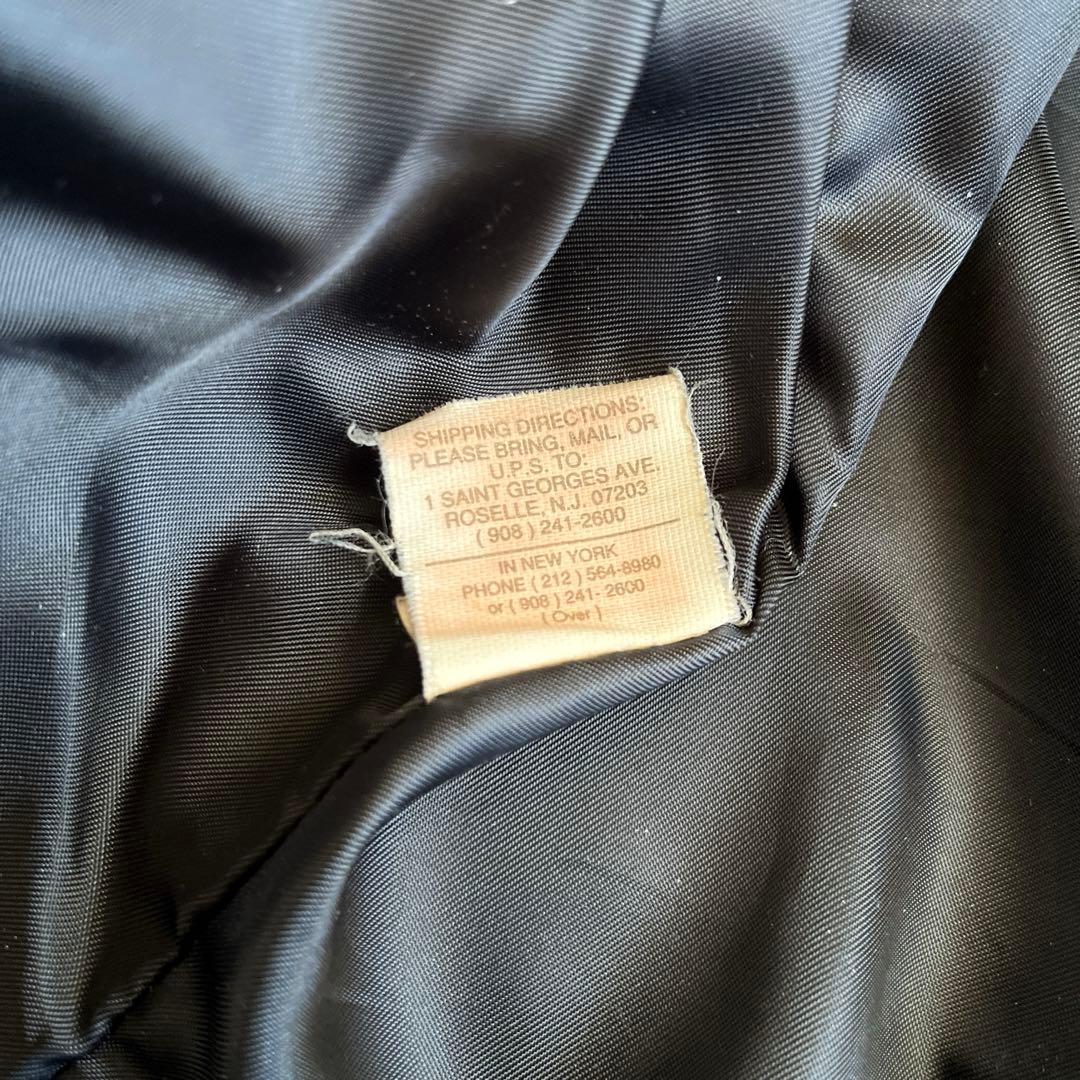 SHIPPING DIRECTIONS:
PLEASE BRING, MAIL, OR
U.P.S. TO:
1 SAINT GEORGES AVE.
ROSELLE, N.J. 07203
( 908 ) 241-2600
IN NEW YORK
PHONE ( 212 ) 564-8980
or ( 908 ) 241- 2600
( Over )